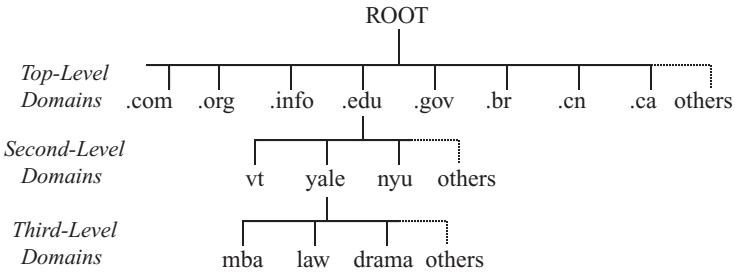 ROOT
Top-Level
Domains .com .org .info .edu .gov .br .cn .ca others
Second-Level
Domains vt yale nyu others
Third-Level
Domains mba law drama others